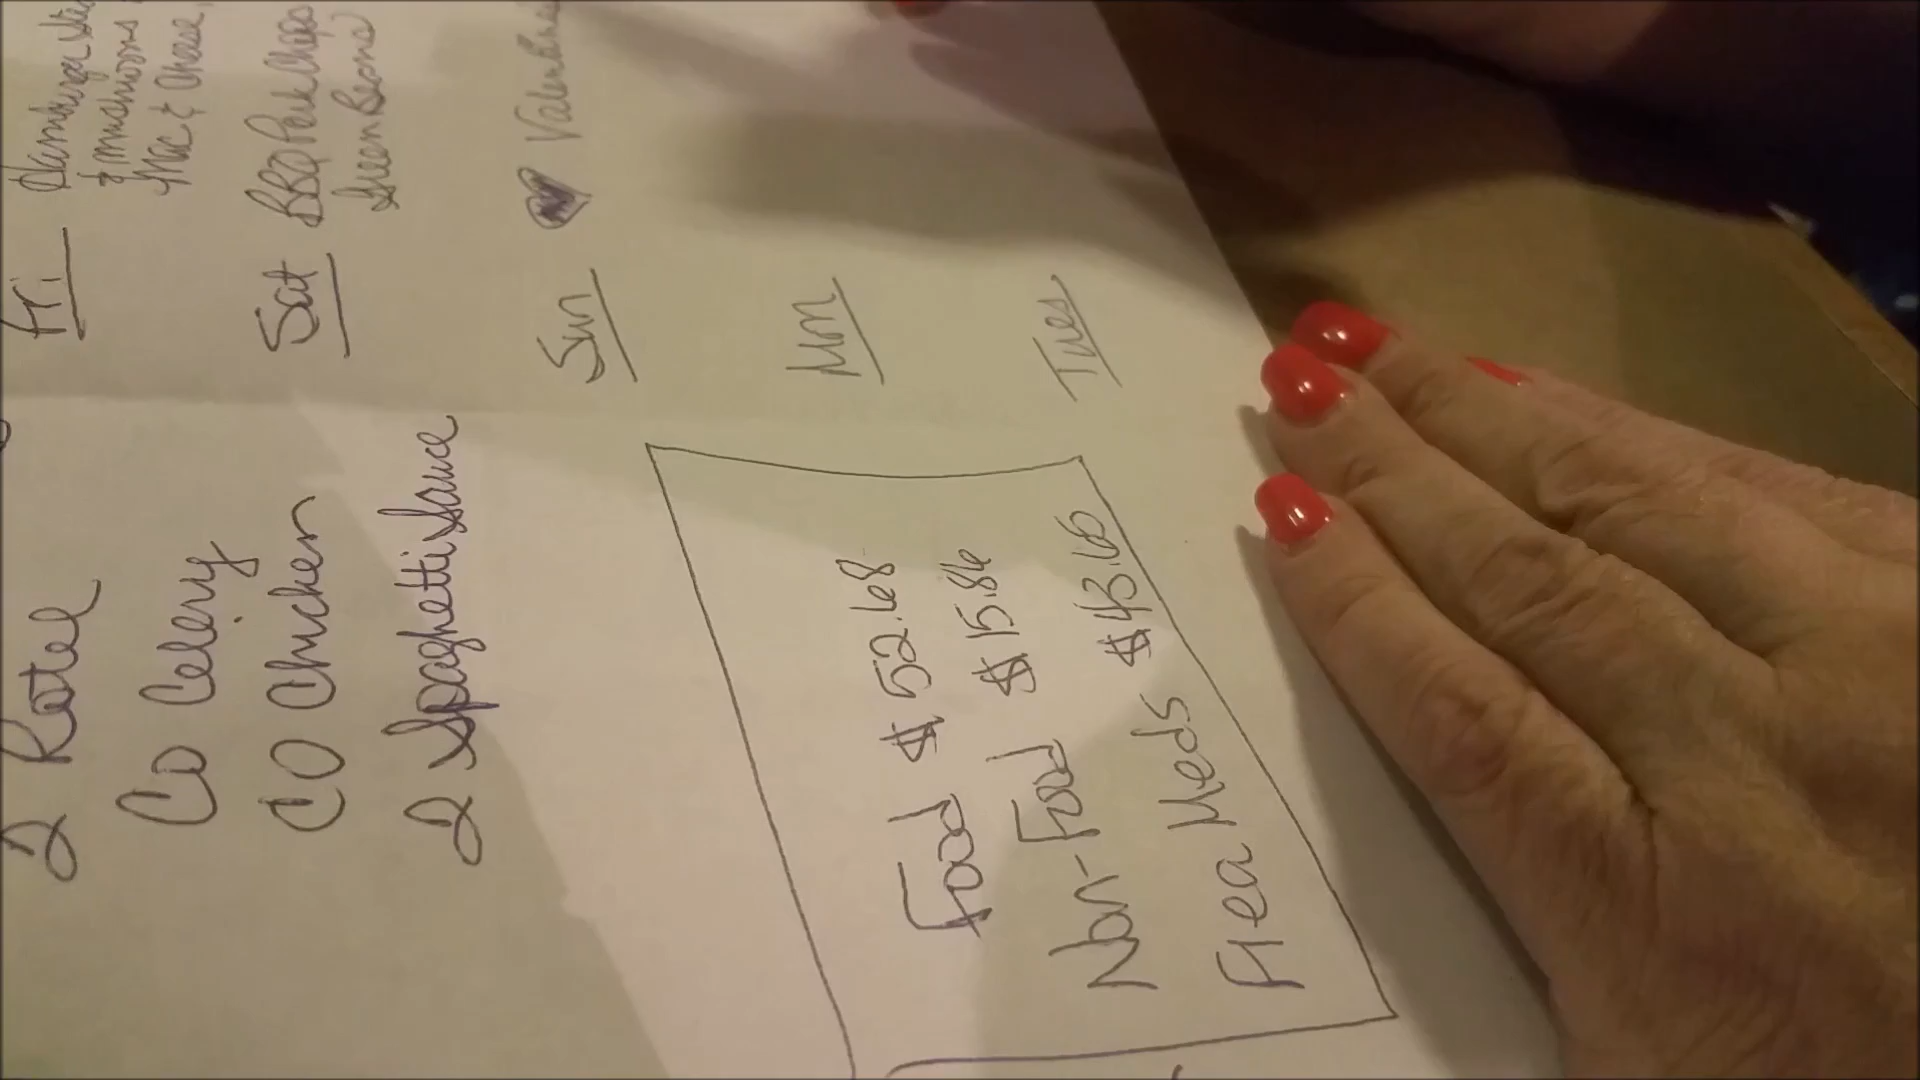 2 Rotel
CO Celery
CO Chicken
2 Spaghetti Sauce
Fri
Hamburger
& mushrooms
Mac & Cheese,
Sat
BBQ Pork Chops
Green Beans
Sun
Mon
Tues
Food $52.68
Non-Food $15.86
Flea Meds $43.65